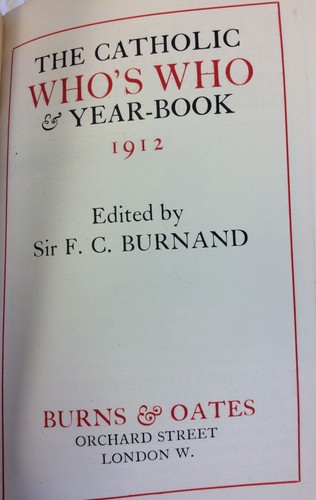 THE CATHOLIC
WHO'S WHO
& YEAR-BOOK
1912
Edited by
Sir F. C. BURNAND
BURNS & OATES
ORCHARD STREET
LONDON W.